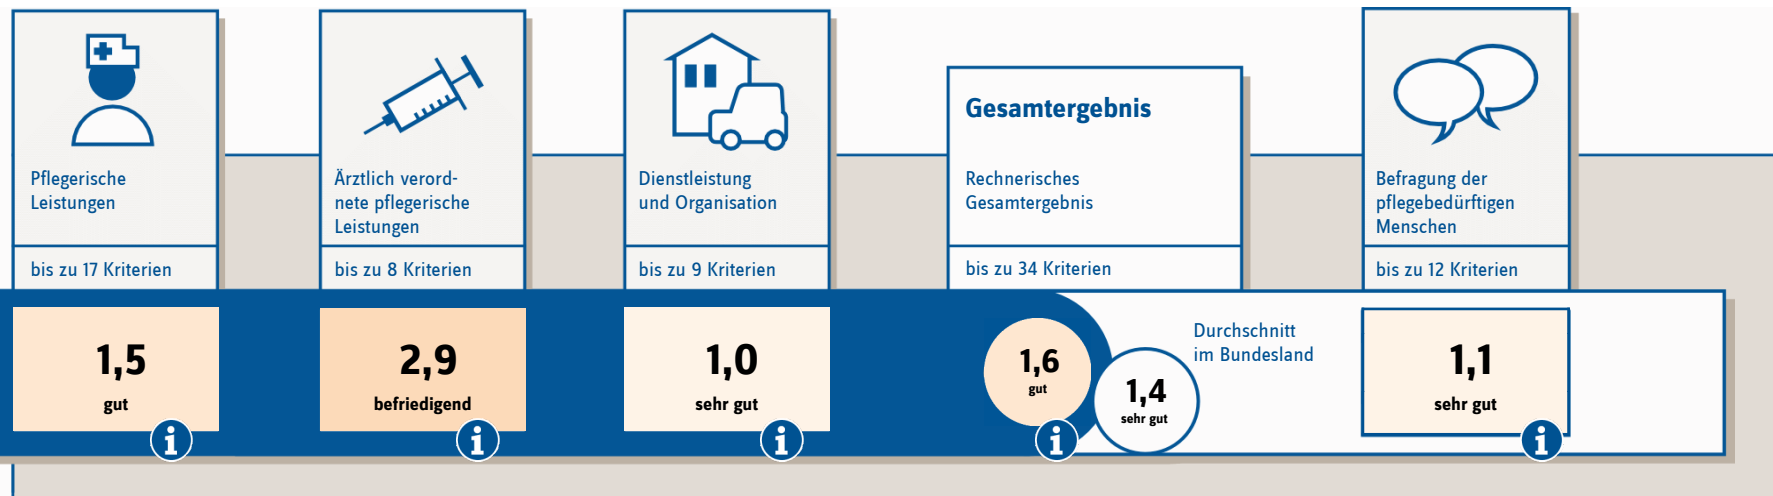 Pflegerische
Leistungen
bis zu 17 Kriterien
1,5
gut
i
Ärztlich verord-
nete pflegerische
Leistungen
bis zu 8 Kriterien
2,9
befriedigend
i
Dienstleistung
und Organisation
bis zu 9 Kriterien
1,0
sehr gut
i
Gesamtergebnis
Rechnerisches
Gesamtergebnis
bis zu 34 Kriterien
1,6
gut
i
Durchschnitt
im Bundesland
1,4
sehr gut
Befragung der
pflegebedürftigen
Menschen
bis zu 12 Kriterien
1,1
sehr gut
i